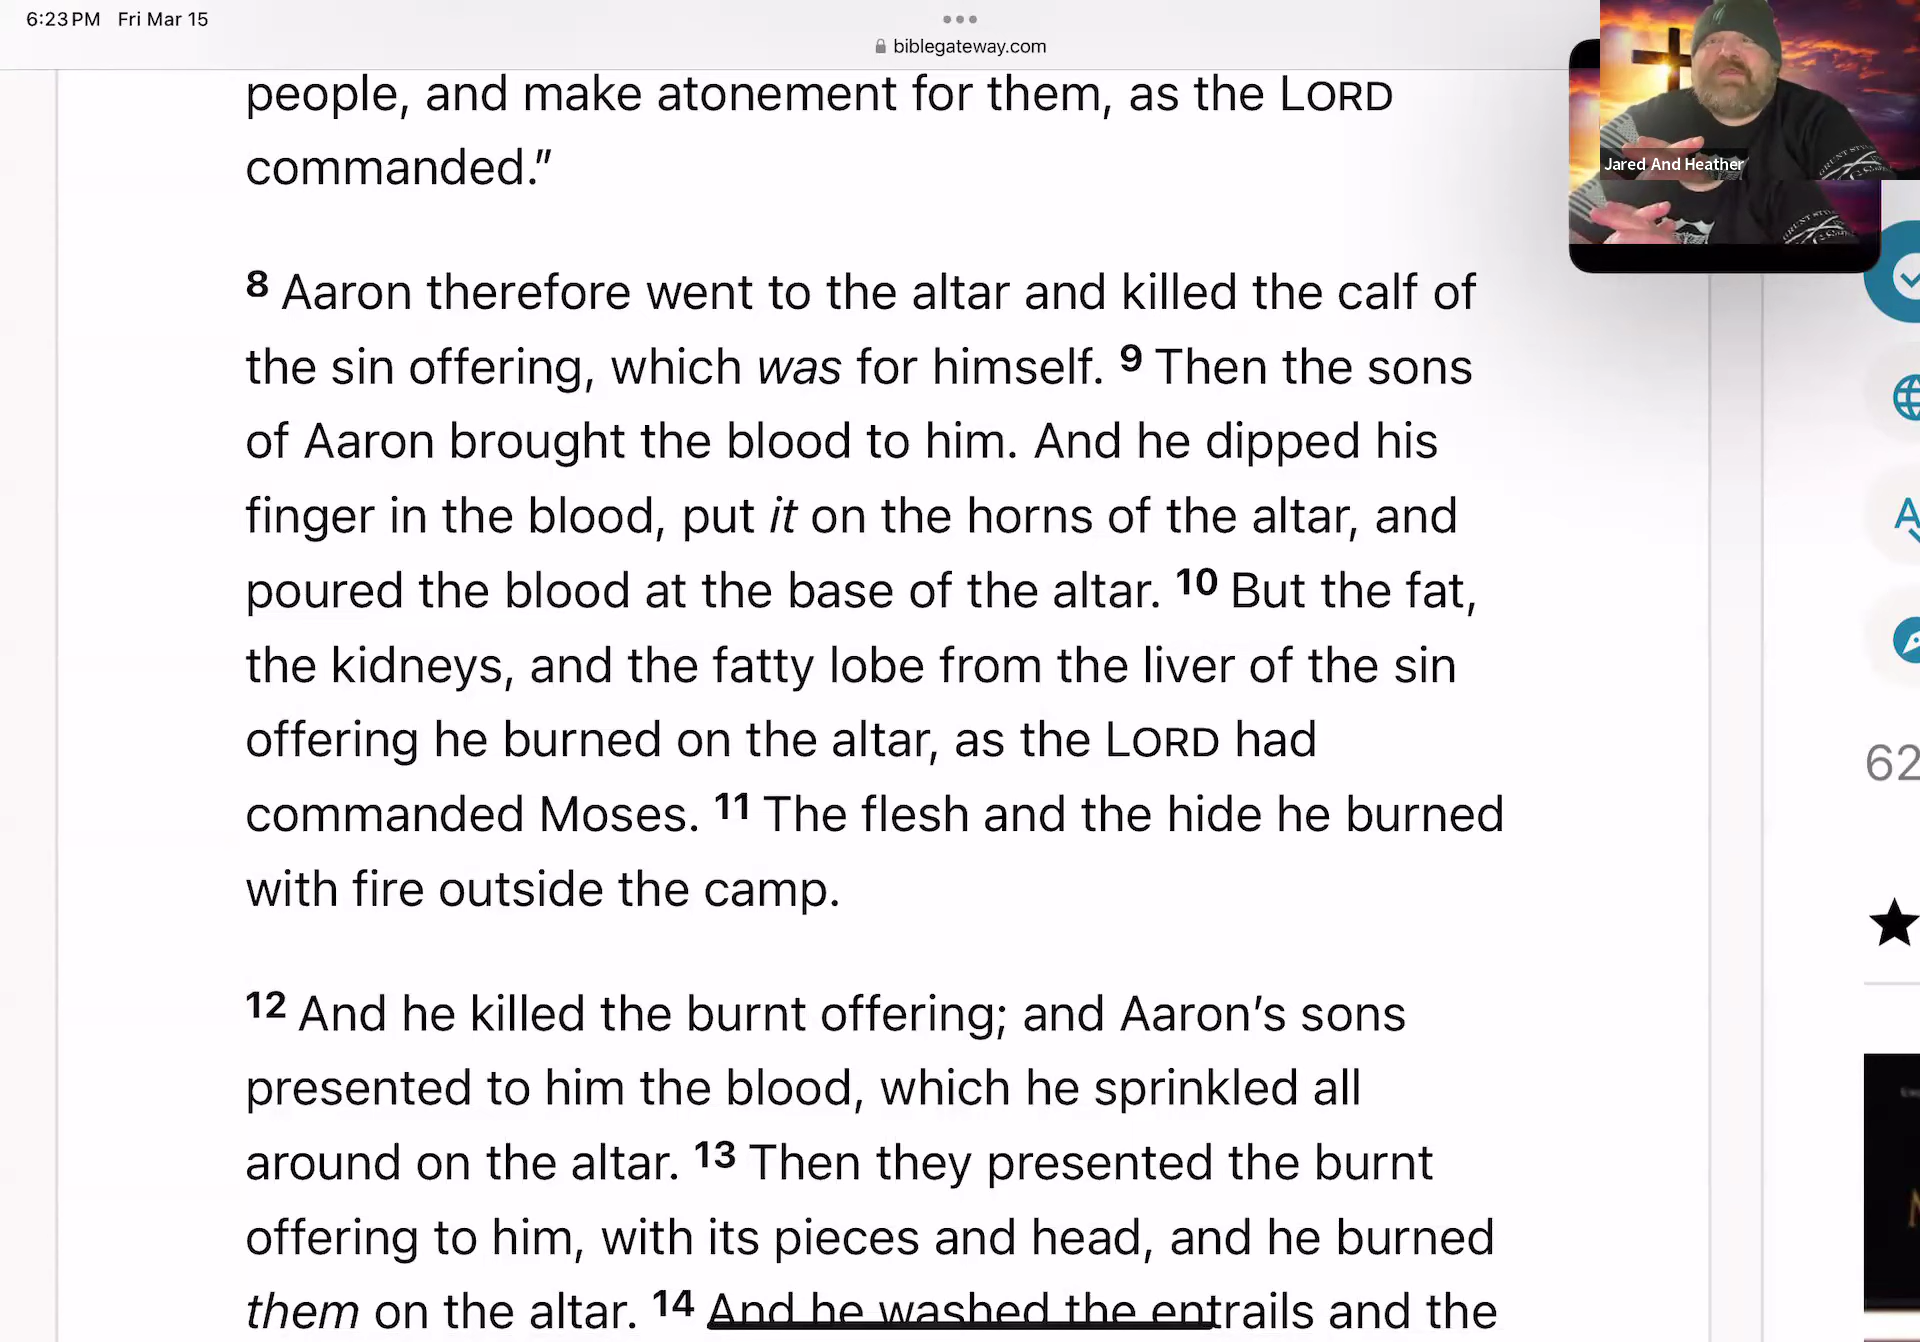 6:23 PM Fri Mar 15
biblegateway.com
Jared And Heather
people, and make atonement for them, as the LORD
commanded.”
8 Aaron therefore went to the altar and killed the calf of
the sin offering, which was for himself. 9 Then the sons
of Aaron brought the blood to him. And he dipped his
finger in the blood, put it on the horns of the altar, and
poured the blood at the base of the altar. 10 But the fat,
the kidneys, and the fatty lobe from the liver of the sin
offering he burned on the altar, as the LORD had
commanded Moses. 11 The flesh and the hide he burned
with fire outside the camp.
12 And he killed the burnt offering; and Aaron’s sons
presented to him the blood, which he sprinkled all
around on the altar. 13 Then they presented the burnt
offering to him, with its pieces and head, and he burned
them on the altar. 14 And he washed the entrails and the
62